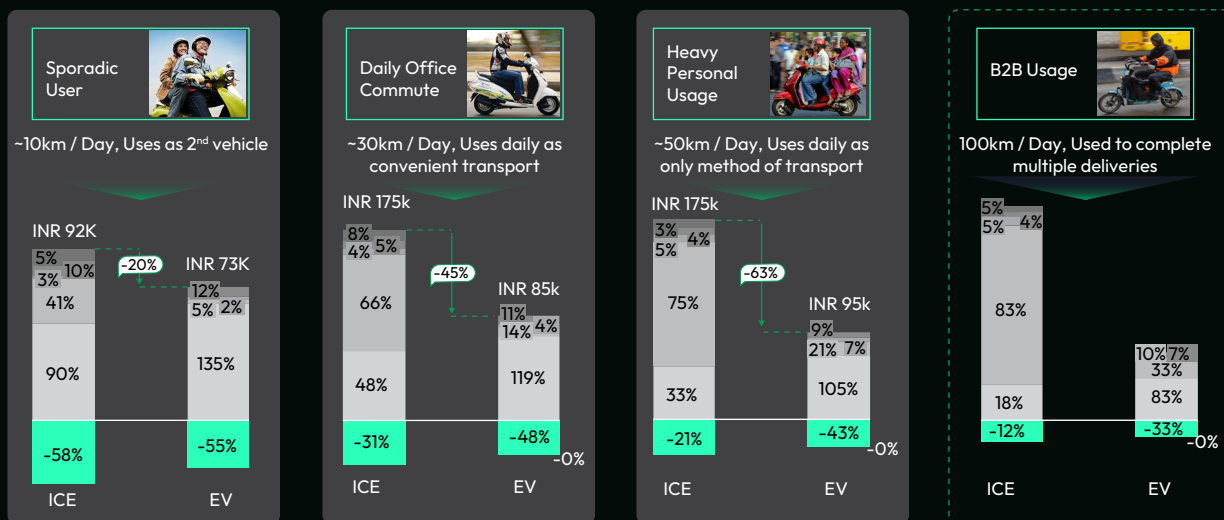 Sporadic
User
~10km / Day, Uses as 2nd vehicle
INR 92K
5%
10%
3%
41%
90%
-58%
ICE
-20%
INR 73K
12%
5%
2%
135%
-55%
EV
Daily Office
Commute
~30km / Day, Uses daily as
convenient transport
INR 175k
8%
5%
4%
66%
48%
-31%
ICE
-45%
INR 85k
11%
14%
4%
119%
-48%
-0%
EV
Heavy
Personal
Usage
~50km / Day, Uses daily as
only method of transport
INR 175k
3%
4%
5%
75%
33%
-21%
ICE
-63%
INR 95k
9%
21%
7%
105%
-43%
-0%
EV
B2B Usage
100km / Day, Used to complete
multiple deliveries
5%
5%
4%
83%
18%
-12%
ICE
10%
7%
33%
83%
-33%
-0%
EV